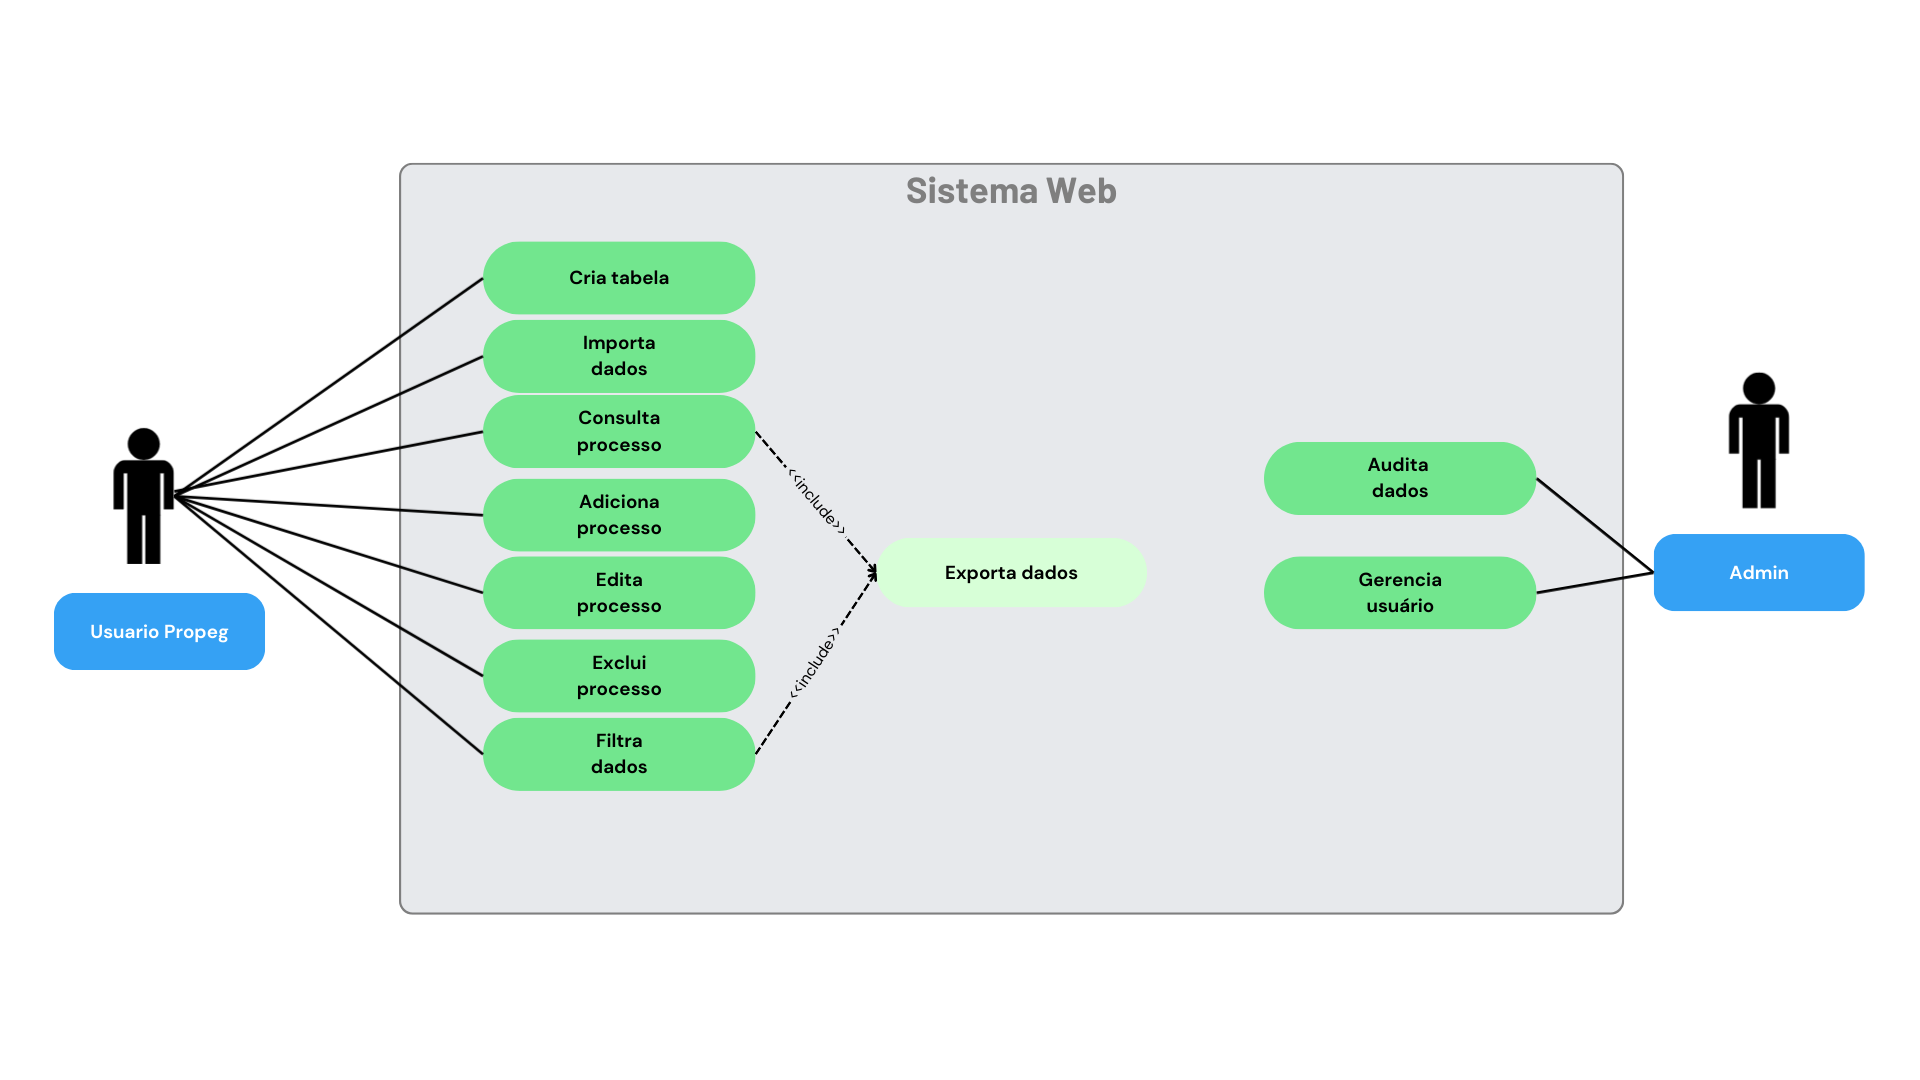 Sistema Web
Cria tabela
Importa
dados
Consulta
processo
Adiciona
processo
Edita
processo
Exclui
processo
Filtra
dados
<<include>>
<<include>>
Exporta dados
Audita
dados
Gerencia
usuário
Usuario Propeg
Admin